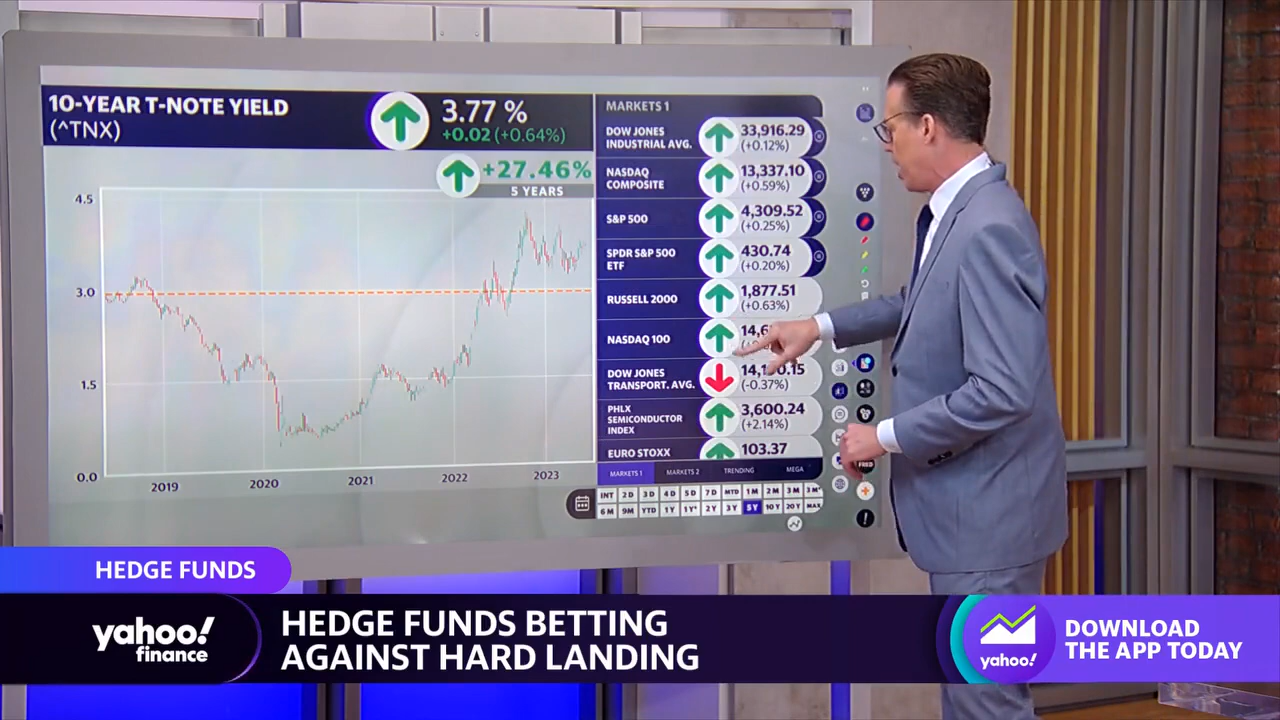 10-YEAR T-NOTE YIELD
(^TNX)
3.77 %
+0.02 (+0.64%)
+27.46%
5 YEARS
4.5
3.0
1.5
0.0
2019 2020 2021 2022 2023
MARKETS 1
DOW JONES
INDUSTRIAL AVG.
33,916.29
(+0.12%)
NASDAQ
COMPOSITE
13,337.10
(+0.59%)
S&P 500
4,309.52
(+0.25%)
SPDR S&P 500
ETF
430.74
(+0.20%)
RUSSELL 2000
1,877.51
(+0.63%)
NASDAQ 100
DOW JONES
TRANSPORT. AVG.
(-0.37%)
PHLX
SEMICONDUCTOR
INDEX
3,600.24
(+2.14%)
EURO STOXX
103.37
MARKETS 1 MARKETS 2 TRENDING MEGA
INT 2D 3D 4D 5D 7D MTD 1M 2M 3M
6M 9M YTD 1Y 1Y* 2Y 3Y 5Y 10Y 20Y MAX
FRED
HEDGE FUNDS
yahoo!
finance
HEDGE FUNDS BETTING
AGAINST HARD LANDING
yahoo!
DOWNLOAD
THE APP TODAY